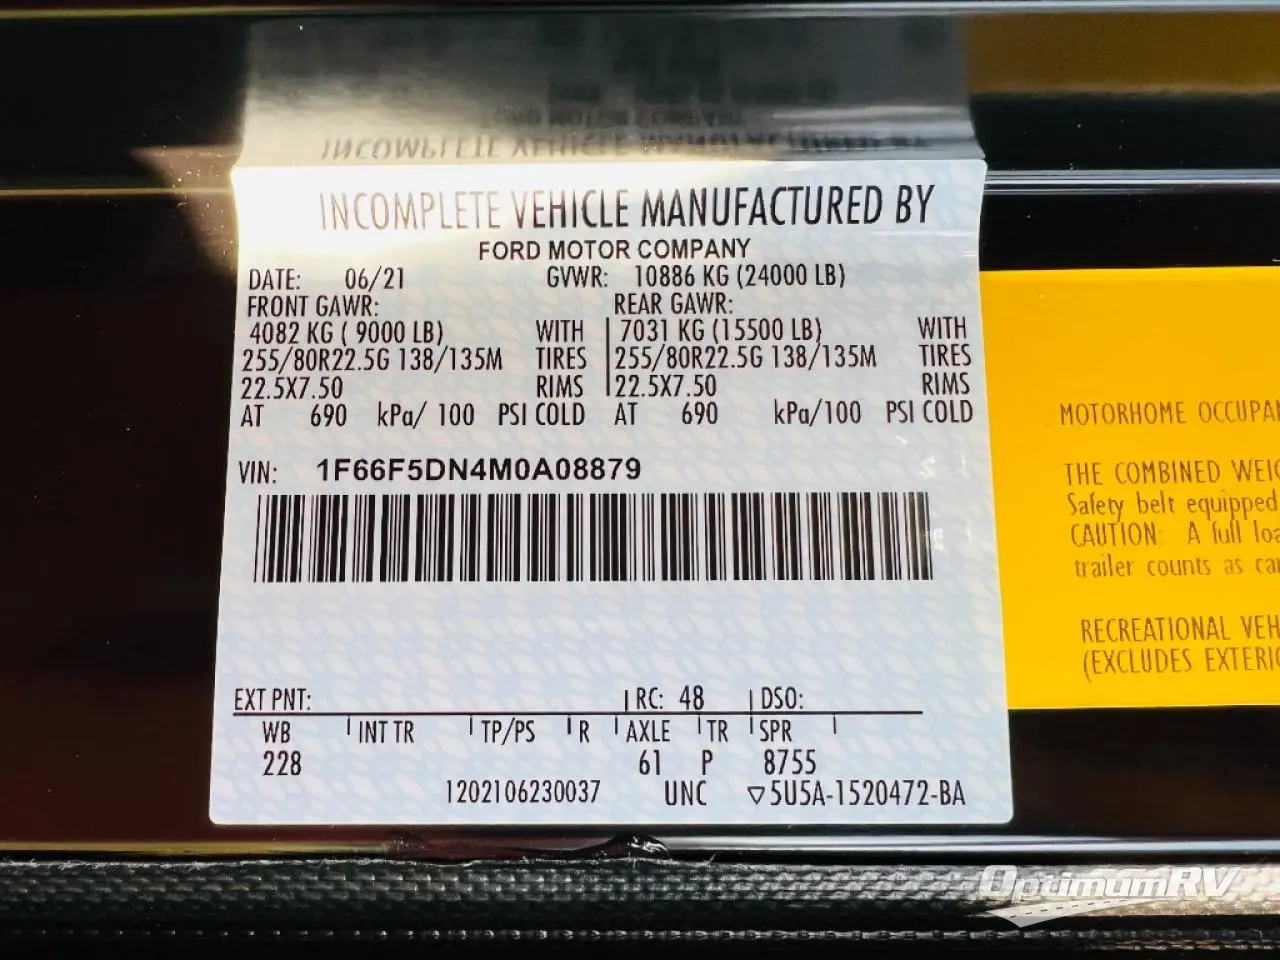 INCOMPLETE VEHICLE MANUFACTURED BY
FORD MOTOR COMPANY
DATE: 06/21 GVWR: 10886 KG (24000 LB)
FRONT GAWR: REAR GAWR:
4082 KG ( 9000 LB) WITH 7031 KG (15500 LB) WITH
255/80R22.5G 138/135M TIRES 255/80R22.5G 138/135M TIRES
22.5X7.50 RIMS 22.5X7.50 RIMS
AT 690 kPa/ 100 PSI COLD AT 690 kPa/100 PSI COLD
VIN: 1F66F5DN4M0A08879
EXT PNT: RC: 48 DSO:
WB INT TR TP/PS R AXLE TR SPR
228 61 P 8755
1202106230037 UNC ▽5U5A-1520472-BA
MOTORHOME OCCUPAN
THE COMBINED WEIG
Safety belt equipped
CAUTION: A full loa
trailer counts as ca
RECREATIONAL VEH
(EXCLUDES EXTERIO
OptimumRV